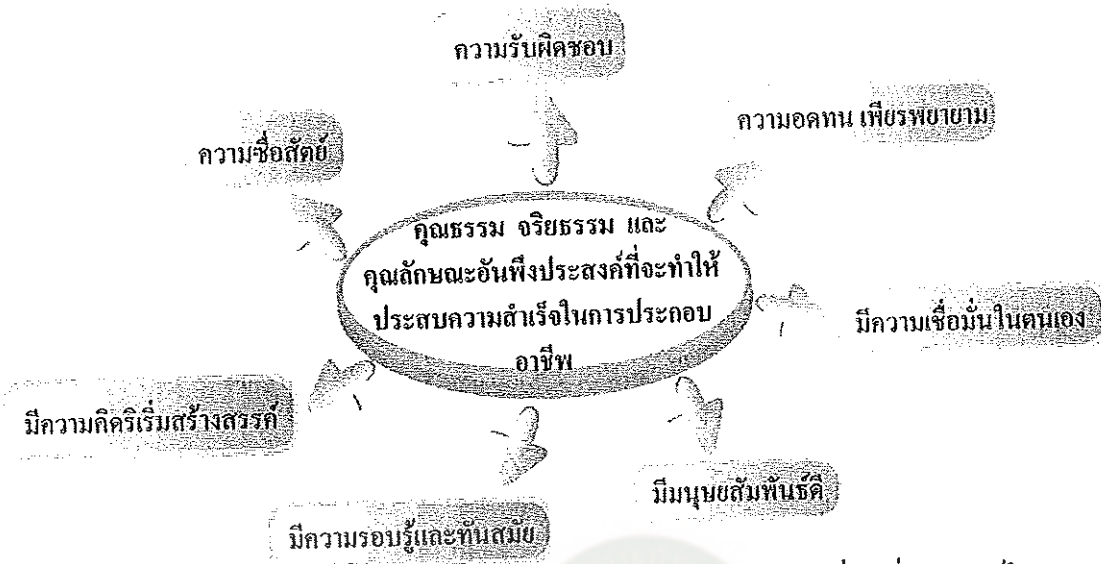 ความรับผิดชอบ
ความอดทน เพียรพยายาม
ความซื่อสัตย์
คุณธรรม จริยธรรม และ
คุณลักษณะอันพึงประสงค์ที่จะทำให้
ประสบความสำเร็จในการประกอบ
อาชีพ
มีความเชื่อมั่นในตนเอง
มีความคิดริเริ่มสร้างสรรค์
มีมนุษยสัมพันธ์ดี
มีความรอบรู้และทันสมัย